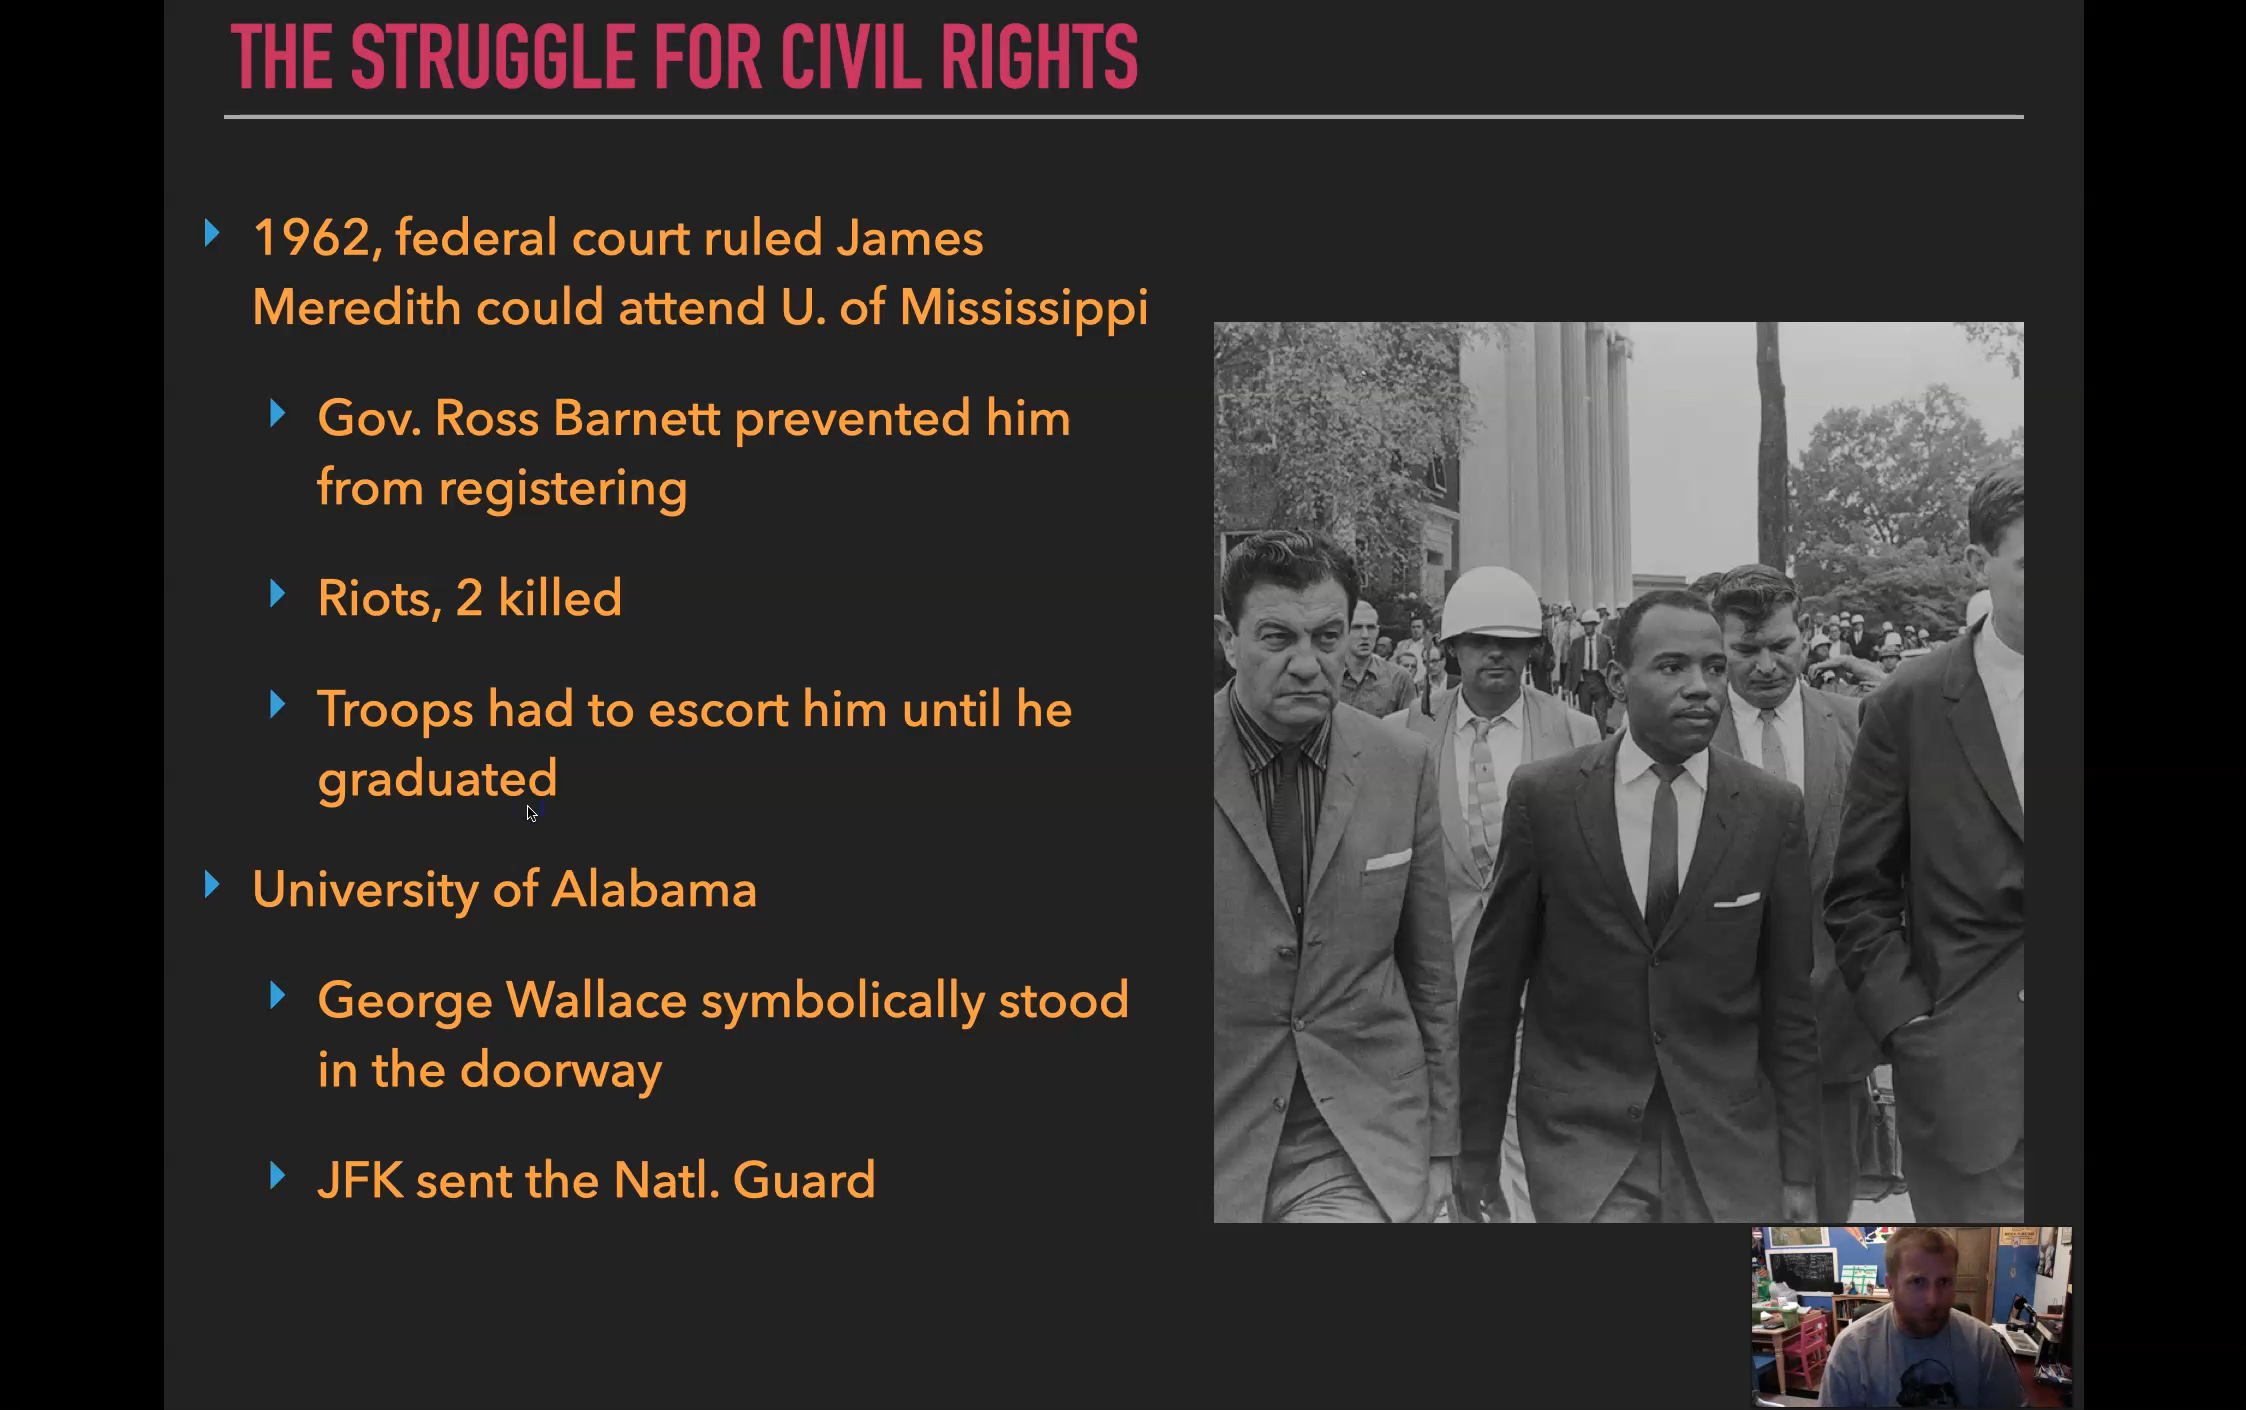 THE STRUGGLE FOR CIVIL RIGHTS
1962, federal court ruled James
Meredith could attend U. of Mississippi
Gov. Ross Barnett prevented him
from registering
Riots, 2 killed
Troops had to escort him until he
graduated
University of Alabama
George Wallace symbolically stood
in the doorway
JFK sent the Natl. Guard